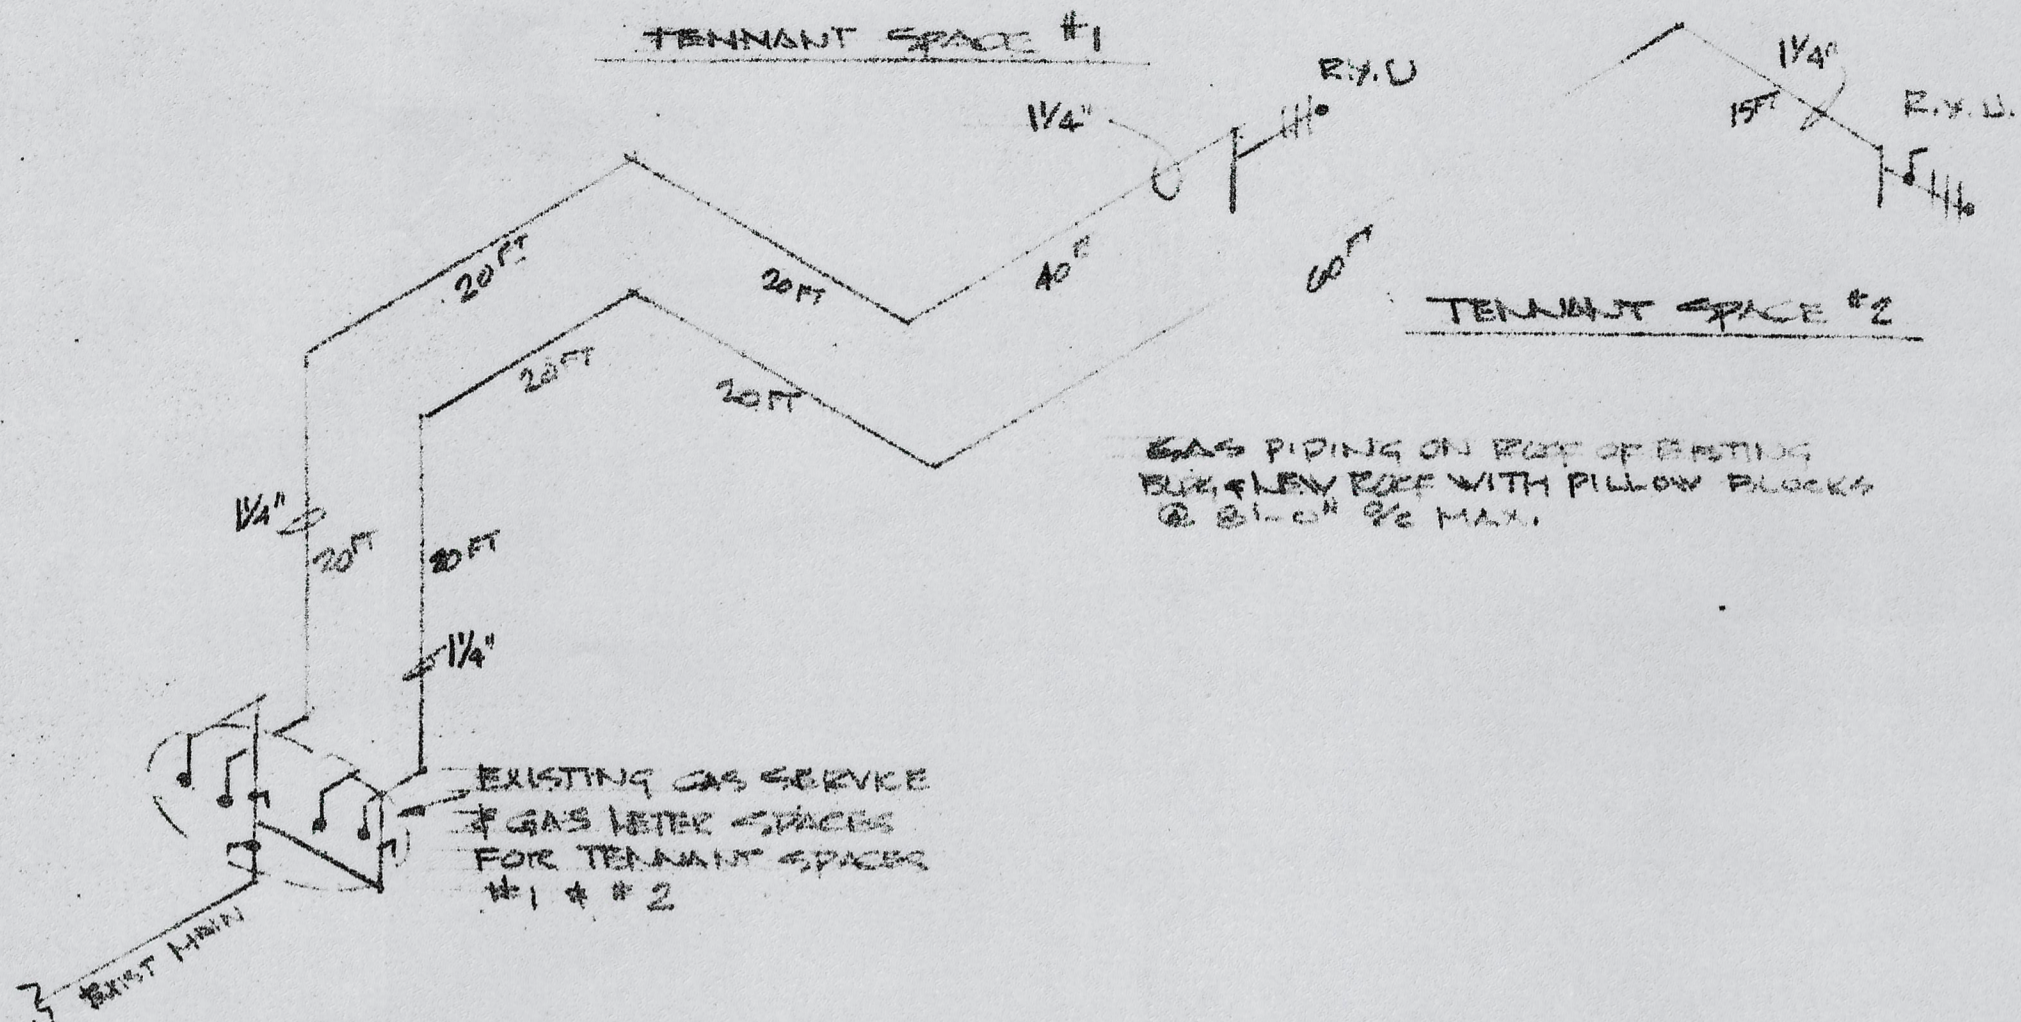 TENNANT SPACE #1
1¼"
R.Y.U
1¼"
15FT
R.Y.U.
20FT
20FT
40FT
60FT
TENNANT SPACE #2
20FT
20FT
GAS PIPING ON ROOF OF EXISTING
BLDG & NEW ROOF WITH PILLOW BLOCKS
@ 8'-0" O/C MAX.
1¼"
20FT
20FT
1¼"
EXISTING GAS SERVICE
& GAS METER SPACES
FOR TENNANT SPACES
#1 & #2
EXIST MAIN